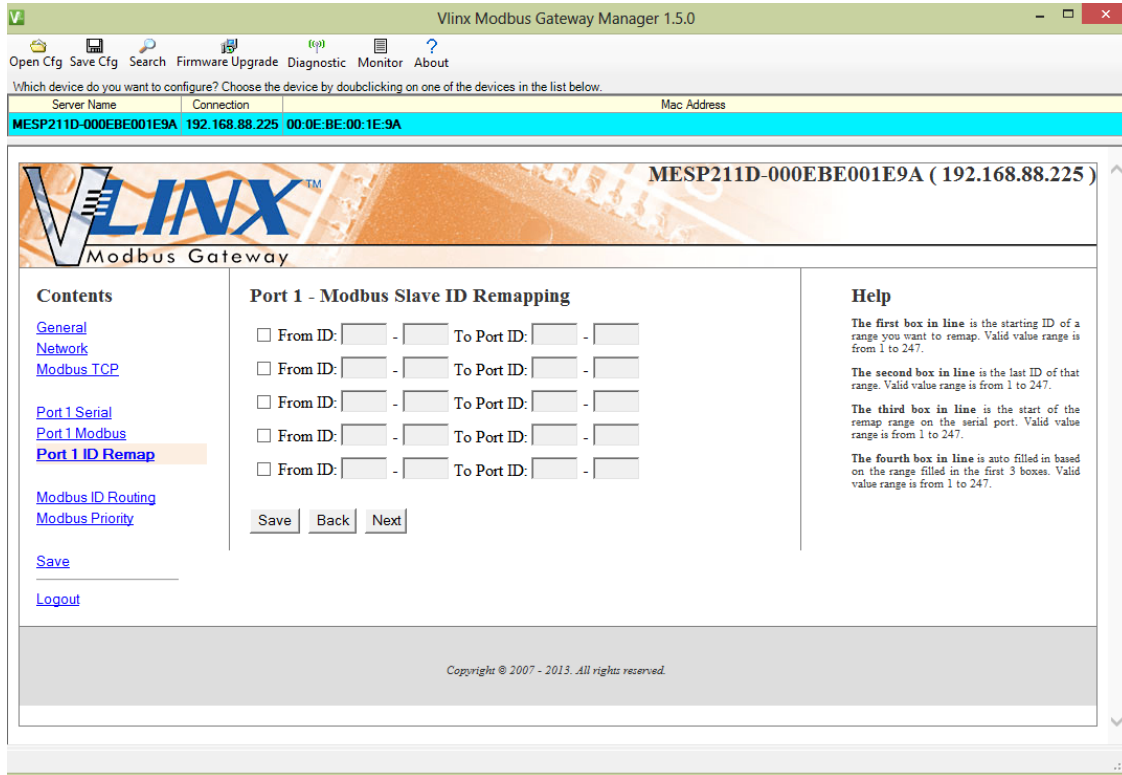 Vlinx Modbus Gateway Manager 1.5.0
Open Cfg Save Cfg Search Firmware Upgrade Diagnostic Monitor About
Which device do you want to configure? Choose the device by doubclicking on one of the devices in the list below.
Server Name Connection Mac Address
MESP211D-000EBE001E9A 192.168.88.225 00:0E:BE:00:1E:9A
MESP211D-000EBE001E9A ( 192.168.88.225 )
VLINX™
Modbus Gateway
Contents
General
Network
Modbus TCP
Port 1 Serial
Port 1 Modbus
Port 1 ID Remap
Modbus ID Routing
Modbus Priority
Save
Logout
Port 1 - Modbus Slave ID Remapping
From ID: - To Port ID: -
From ID: - To Port ID: -
From ID: - To Port ID: -
From ID: - To Port ID: -
From ID: - To Port ID: -
Save Back Next
Help
The first box in line is the starting ID of a
range you want to remap. Valid value range is
from 1 to 247.
The second box in line is the last ID of that
range. Valid value range is from 1 to 247.
The third box in line is the start of the
remap range on the serial port. Valid value
range is from 1 to 247.
The fourth box in line is auto filled in based
on the range filled in the first 3 boxes. Valid
value range is from 1 to 247.
Copyright © 2007 - 2013. All rights reserved.